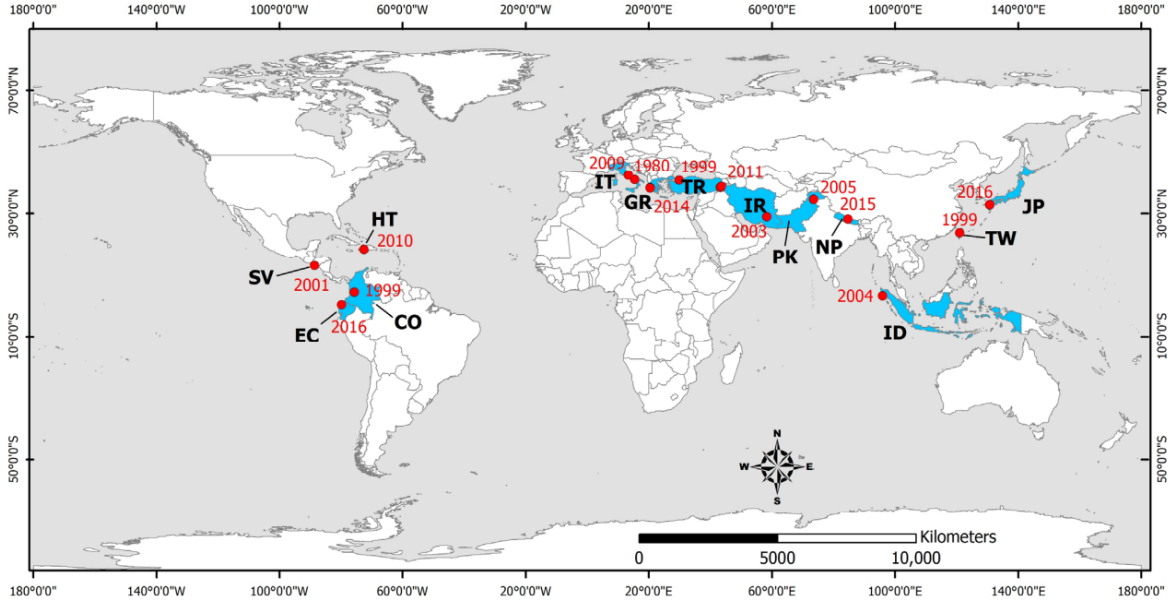 180°0'0" 140°0'0"W 100°0'0"W 60°0'0"W 20°0'0"W 20°0'0"E 60°0'0"E 100°0'0"E 140°0'0"E 180°0'0"
70°0'0"N 70°0'0"N
2009 1980 1999 2011
IT TR 2005
GR 2014 IR 2016
30°0'0"N 2015 JP 30°0'0"N
HT 2003 NP 1999
2010 PK TW
SV
2001 1999 2004
EC 2016 CO ID
10°0'0"S 10°0'0"S
50°0'0"S 50°0'0"S
N
W E
S
Kilometers
0 5000 10,000
180°0'0" 140°0'0"W 100°0'0"W 60°0'0"W 20°0'0"W 20°0'0"E 60°0'0"E 100°0'0"E 140°0'0"E 180°0'0"